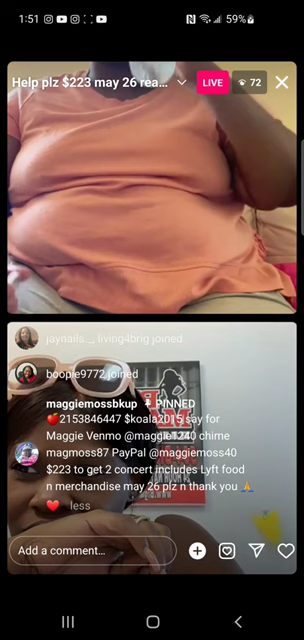 1:51
59%
Help plz $223 may 26 rea...
LIVE
72
jaynails._, living4brig joined
boopie9772 joined
maggiemossbkup PINNED
🍎2153846447 $koala2015 say for
Maggie Venmo @maggie1240 chime
magmoss87 PayPal @maggiemoss40
$223 to get 2 concert includes Lyft food
n merchandise may 26 plz n thank you 🙏
❤️ less
Add a comment...